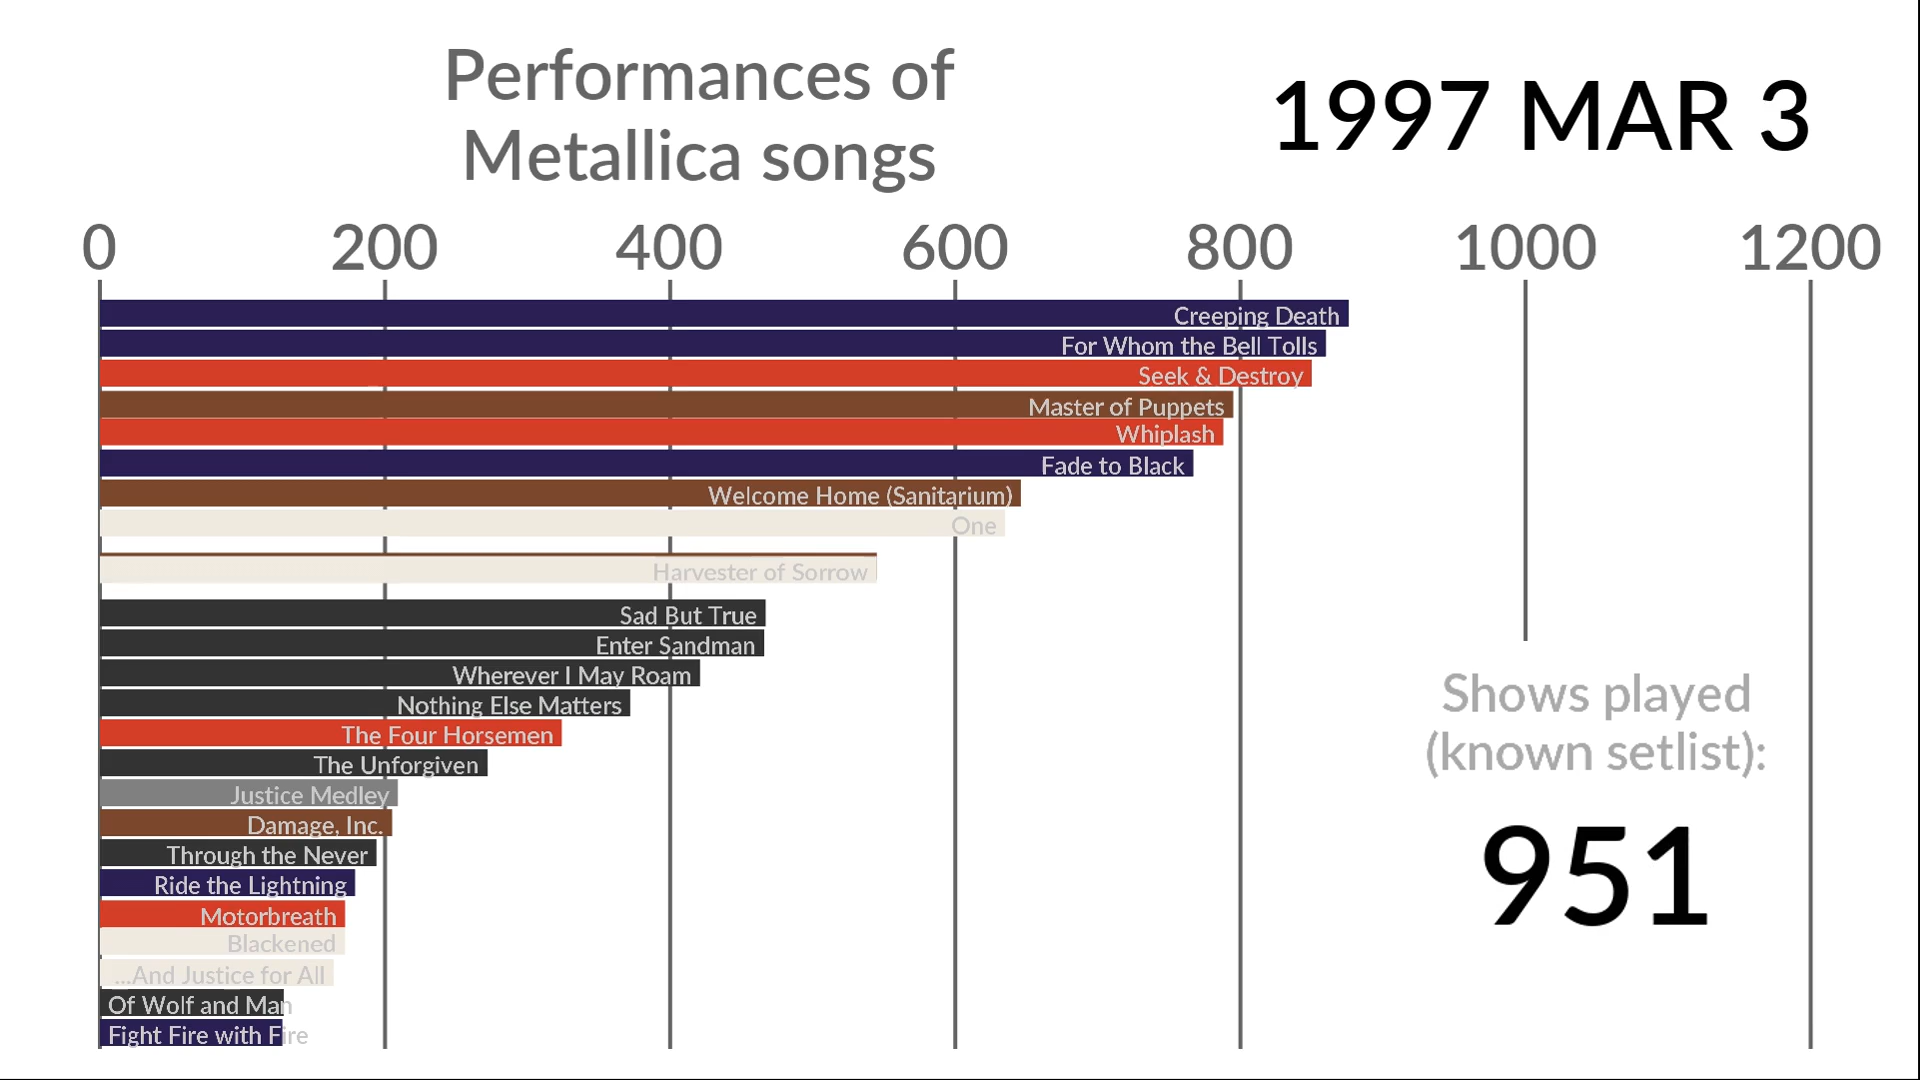 Performances of
Metallica songs
1997 MAR 3
0 200 400 600 800 1000 1200
Creeping Death
For Whom the Bell Tolls
Seek & Destroy
Master of Puppets
Whiplash
Fade to Black
Welcome Home (Sanitarium)
One
Harvester of Sorrow
Sad But True
Enter Sandman
Wherever I May Roam
Nothing Else Matters
The Four Horsemen
The Unforgiven
Justice Medley
Damage, Inc.
Through the Never
Ride the Lightning
Motorbreath
Blackened
...And Justice for All
Of Wolf and Man
Fight Fire with Fire
Shows played
(known setlist):
951